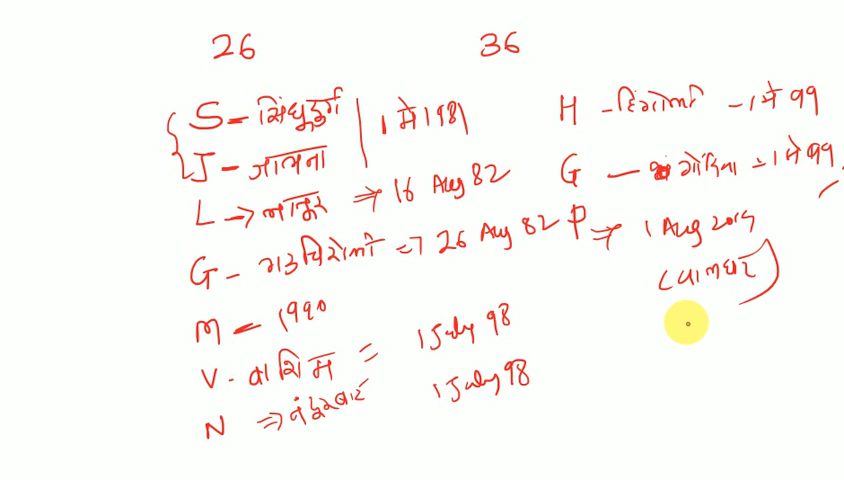 26 36
S - सिंधुदुर्ग
J - जालना
1 मे 1981
L → लातूर ⇒ 16 Aug 82
G - गडचिरोली => 26 Aug 82
M = 1990
V - वाशिम = 1 July 98
N ⇒ नंदुरबार 1 July 98
H - हिंगोली - 1 मे 99
G - गोंदिया = 1 मे 99
P ⇒ 1 Aug 2014
(पालघर)